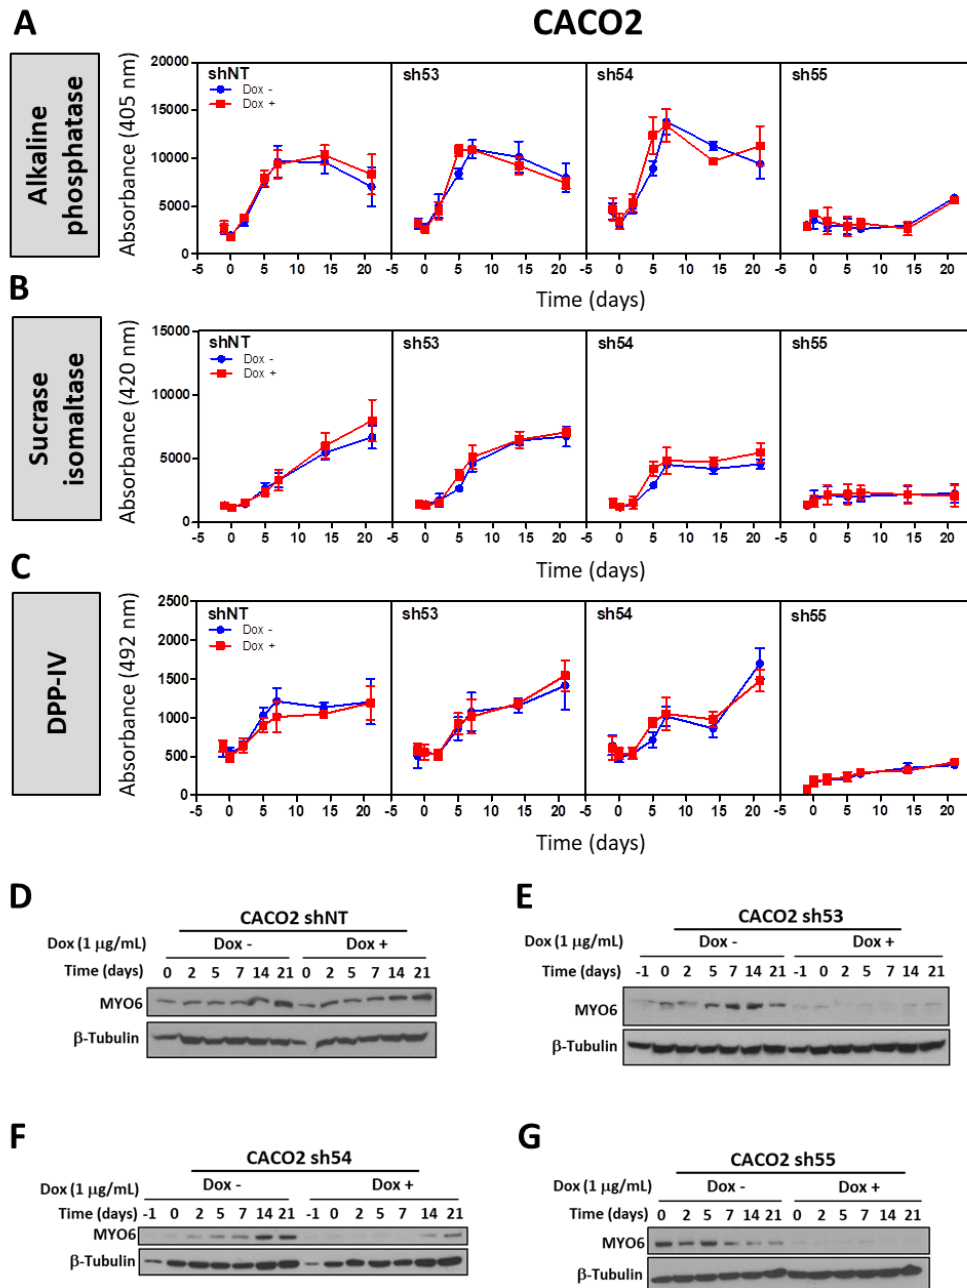 A
CACO2
Alkaline
phosphatase
Absorbance (405 nm)
20000
15000
10000
5000
0
shNT
Dox -
Dox +
sh53
sh54
sh55
-5 0 5 10 15 20 -5 0 5 10 15 20 -5 0 5 10 15 20 -5 0 5 10 15 20
Time (days)
B
Sucrase
isomaltase
Absorbance (420 nm)
15000
10000
5000
0
shNT
Dox -
Dox +
sh53
sh54
sh55
-5 0 5 10 15 20 -5 0 5 10 15 20 -5 0 5 10 15 20 -5 0 5 10 15 20
Time (days)
C
DPP-IV
Absorbance (492 nm)
2500
2000
1500
1000
500
0
shNT
Dox -
Dox +
sh53
sh54
sh55
-5 0 5 10 15 20 -5 0 5 10 15 20 -5 0 5 10 15 20 -5 0 5 10 15 20
Time (days)
D
CACO2 shNT
Dox (1 µg/mL) Dox - Dox +
Time (days) 0 2 5 7 14 21 0 2 5 7 14 21
MYO6
β-Tubulin
E
CACO2 sh53
Dox (1 µg/mL) Dox - Dox +
Time (days) -1 0 2 5 7 14 21 -1 0 2 5 7 14 21
MYO6
β-Tubulin
F
CACO2 sh54
Dox (1 µg/mL) Dox - Dox +
Time (days) -1 0 2 5 7 14 21 -1 0 2 5 7 14 21
MYO6
β-Tubulin
G
CACO2 sh55
Dox (1 µg/mL) Dox - Dox +
Time (days) 0 2 5 7 14 21 0 2 5 7 14 21
MYO6
β-Tubulin